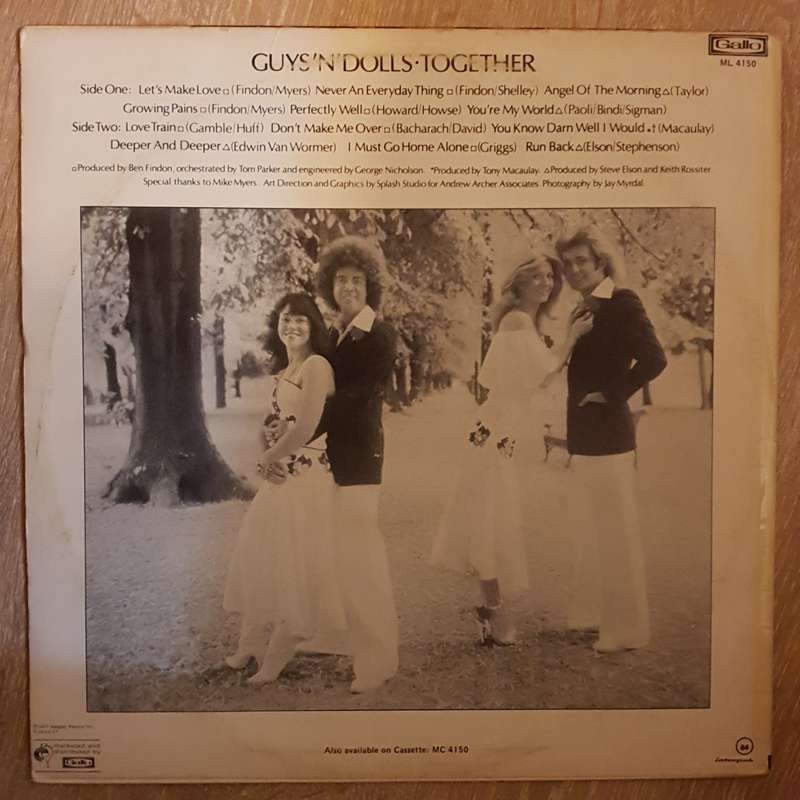 Gallo
ML 4150
GUYS'N'DOLLS·TOGETHER
Side One: Let's Make Love□(Findon/Myers) Never An Everyday Thing □(Findon/Shelley) Angel Of The Morning△(Taylor)
Growing Pains□(Findon/Myers) Perfectly Well□(Howard/Howse) You're My World△(Paoli/Bindi/Sigman)
Side Two: Love Train□(Gamble/Huff) Don't Make Me Over□(Bacharach/David) You Know Darn Well I Would*†(Macaulay)
Deeper And Deeper△(Edwin Van Wormer) I Must Go Home Alone□(Griggs) Run Back△(Elson/Stephenson)
□Produced by Ben Findon, orchestrated by Tom Parker and engineered by George Nicholson. *Produced by Tony Macaulay. △Produced by Steve Elson and Keith Rossiter.
Special thanks to Mike Myers. Art Direction and Graphics by Splash Studio for Andrew Archer Associates. Photography by Jay Myrdal.
marketed and
distributed by
Gallo
Also available on Cassette: MC 4150
84
interpak